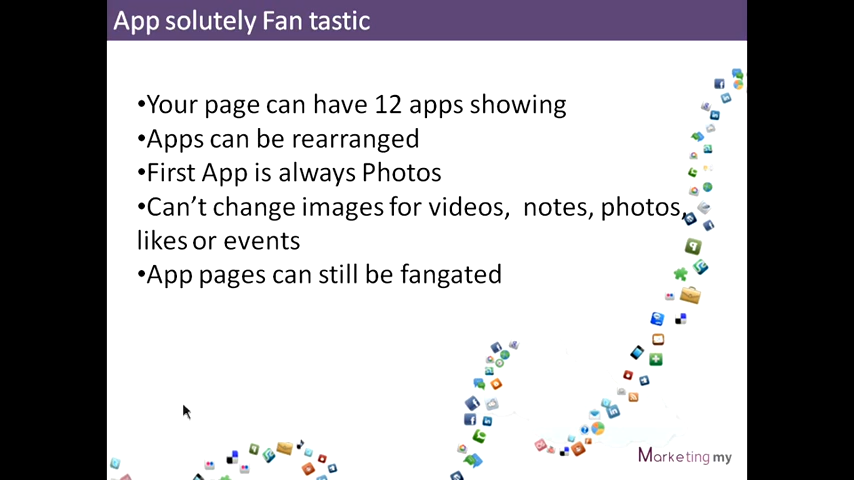 App solutely Fan tastic
•Your page can have 12 apps showing
•Apps can be rearranged
•First App is always Photos
•Can't change images for videos,  notes, photos,
likes or events
•App pages can still be fangated
Marketing my